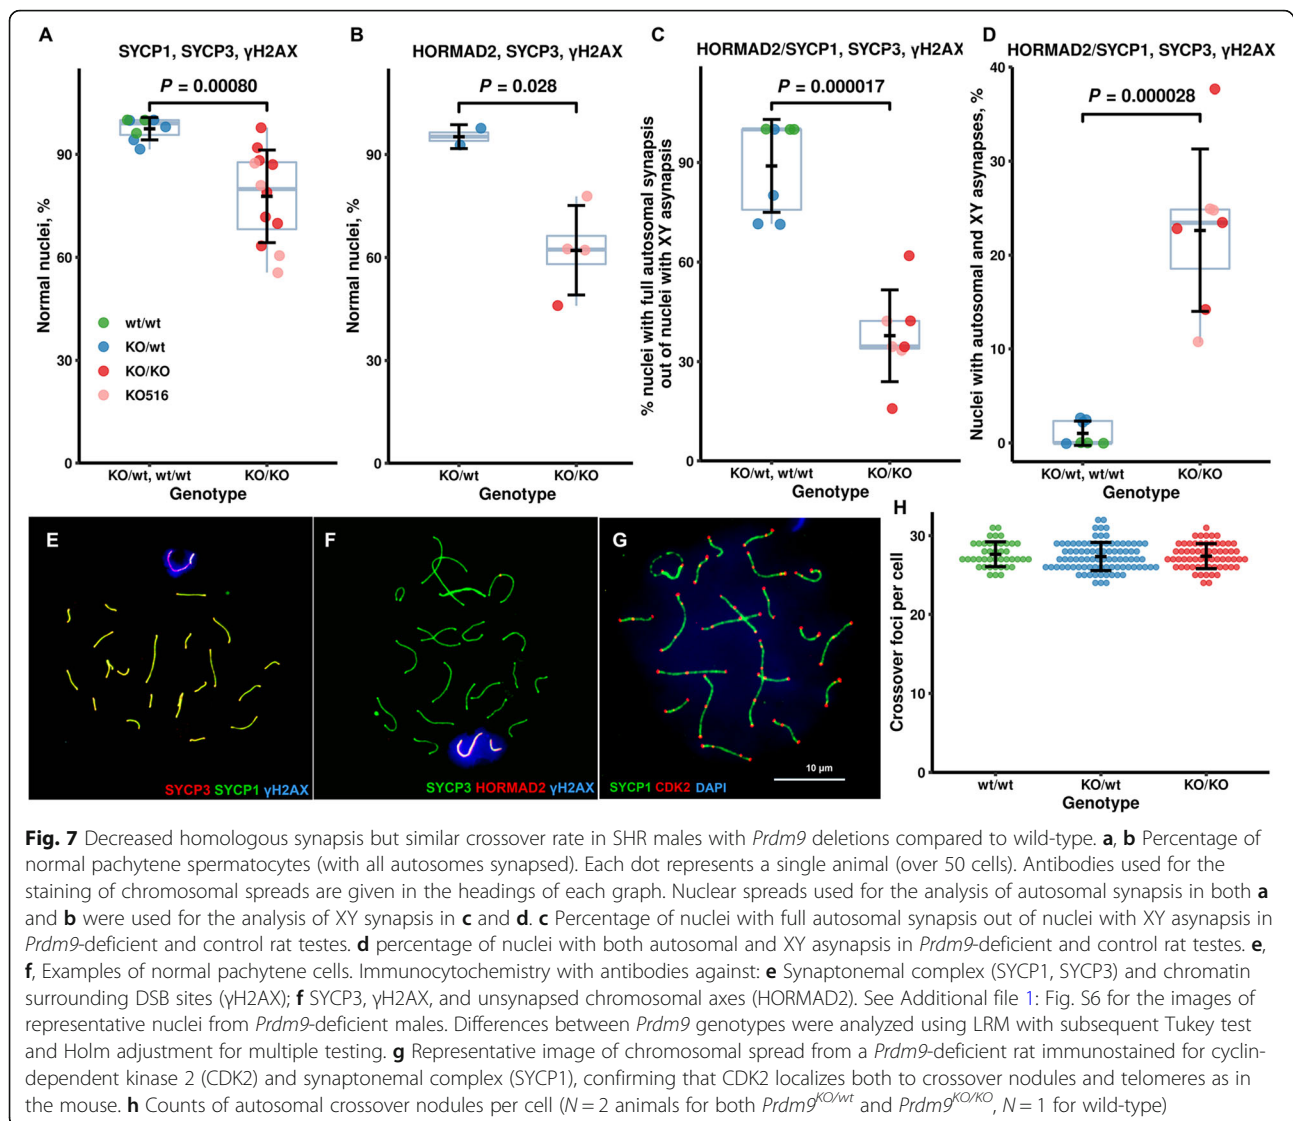 A
SYCP1, SYCP3, γH2AX
P = 0.00080
Normal nuclei, %
90
60
30
0
wt/wt
KO/wt
KO/KO
KO516
KO/wt, wt/wt
KO/KO
Genotype
B
HORMAD2, SYCP3, γH2AX
P = 0.028
Normal nuclei, %
90
60
30
0
KO/wt
KO/KO
Genotype
C
HORMAD2/SYCP1, SYCP3, γH2AX
P = 0.000017
% nuclei with full autosomal synapsis
out of nuclei with XY asynapsis
90
60
30
0
KO/wt, wt/wt
KO/KO
Genotype
D
HORMAD2/SYCP1, SYCP3, γH2AX
P = 0.000028
Nuclei with autosomal and XY asynapses, %
40
30
20
10
0
KO/wt, wt/wt
KO/KO
Genotype
E
SYCP3 SYCP1 γH2AX
F
SYCP3 HORMAD2 γH2AX
G
10 µm
SYCP1 CDK2 DAPI
H
Crossover foci per cell
30
20
10
0
wt/wt
KO/wt
KO/KO
Genotype
Fig. 7 Decreased homologous synapsis but similar crossover rate in SHR males with Prdm9 deletions compared to wild-type. a, b Percentage of
normal pachytene spermatocytes (with all autosomes synapsed). Each dot represents a single animal (over 50 cells). Antibodies used for the
staining of chromosomal spreads are given in the headings of each graph. Nuclear spreads used for the analysis of autosomal synapsis in both a
and b were used for the analysis of XY synapsis in c and d. c Percentage of nuclei with full autosomal synapsis out of nuclei with XY asynapsis in
Prdm9-deficient and control rat testes. d percentage of nuclei with both autosomal and XY asynapsis in Prdm9-deficient and control rat testes. e,
f, Examples of normal pachytene cells. Immunocytochemistry with antibodies against: e Synaptonemal complex (SYCP1, SYCP3) and chromatin
surrounding DSB sites (γH2AX); f SYCP3, γH2AX, and unsynapsed chromosomal axes (HORMAD2). See Additional file 1: Fig. S6 for the images of
representative nuclei from Prdm9-deficient males. Differences between Prdm9 genotypes were analyzed using LRM with subsequent Tukey test
and Holm adjustment for multiple testing. g Representative image of chromosomal spread from a Prdm9-deficient rat immunostained for cyclin-
dependent kinase 2 (CDK2) and synaptonemal complex (SYCP1), confirming that CDK2 localizes both to crossover nodules and telomeres as in
the mouse. h Counts of autosomal crossover nodules per cell (N = 2 animals for both Prdm9KO/wt and Prdm9KO/KO, N = 1 for wild-type)